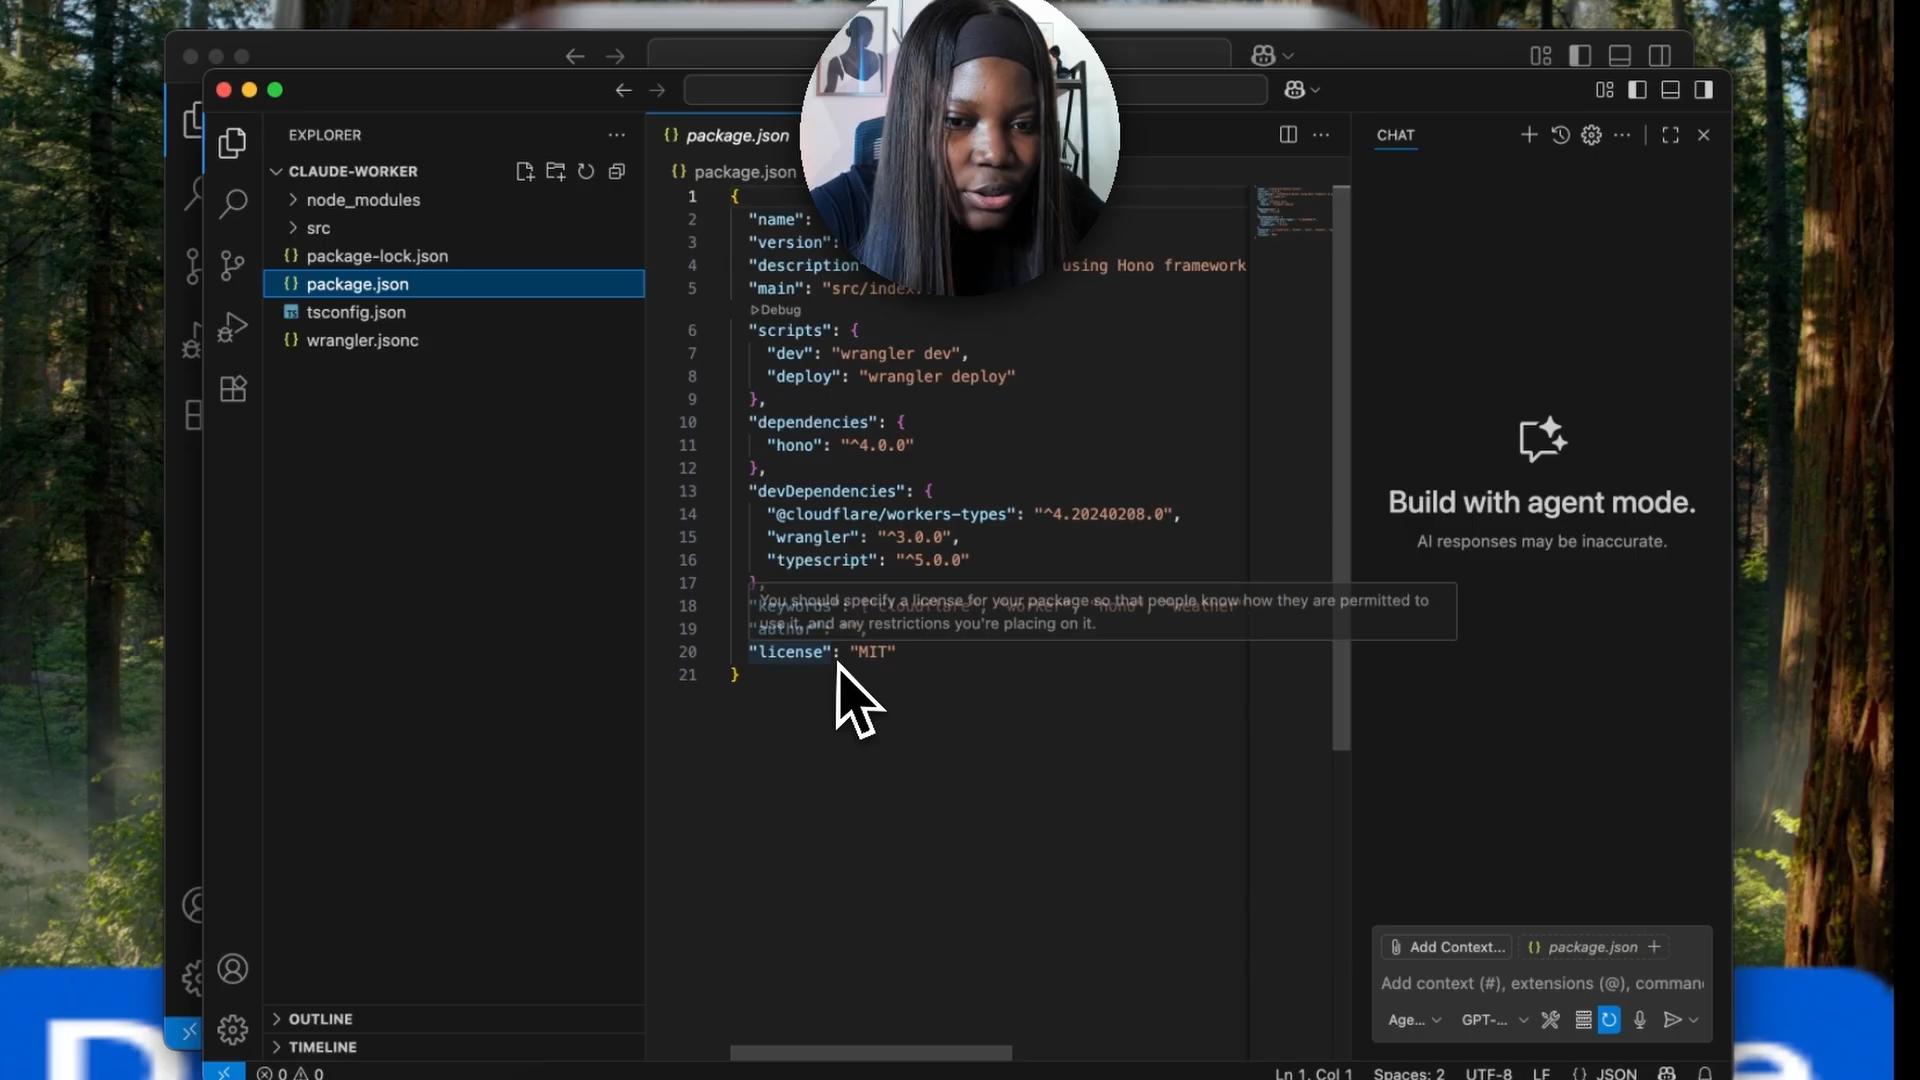 EXPLORER
CLAUDE-WORKER
node_modules
src
{} package-lock.json
{} package.json
TS tsconfig.json
{} wrangler.jsonc
OUTLINE
TIMELINE
{} package.json
{} package.json
1 {
2 "name":
3 "version":
4 "description" using Hono framework
5 "main": "src/index.
Debug
6 "scripts": {
7 "dev": "wrangler dev",
8 "deploy": "wrangler deploy"
9 },
10 "dependencies": {
11 "hono": "^4.0.0"
12 },
13 "devDependencies": {
14 "@cloudflare/workers-types": "^4.20240208.0",
15 "wrangler": "^3.0.0",
16 "typescript": "^5.0.0"
17 },
You should specify a license for your package so that people know how they are permitted to
use it, and any restrictions you're placing on it.
18 "keywords": ["cloudflare", "worker", "hono", "weather"
19 "author": "",
20 "license": "MIT"
21 }
CHAT
Build with agent mode.
AI responses may be inaccurate.
Add Context... {} package.json +
Add context (#), extensions (@), comman
Age... GPT-...
0 0 Ln 1, Col 1 Spaces: 2 UTF-8 LF {} JSON